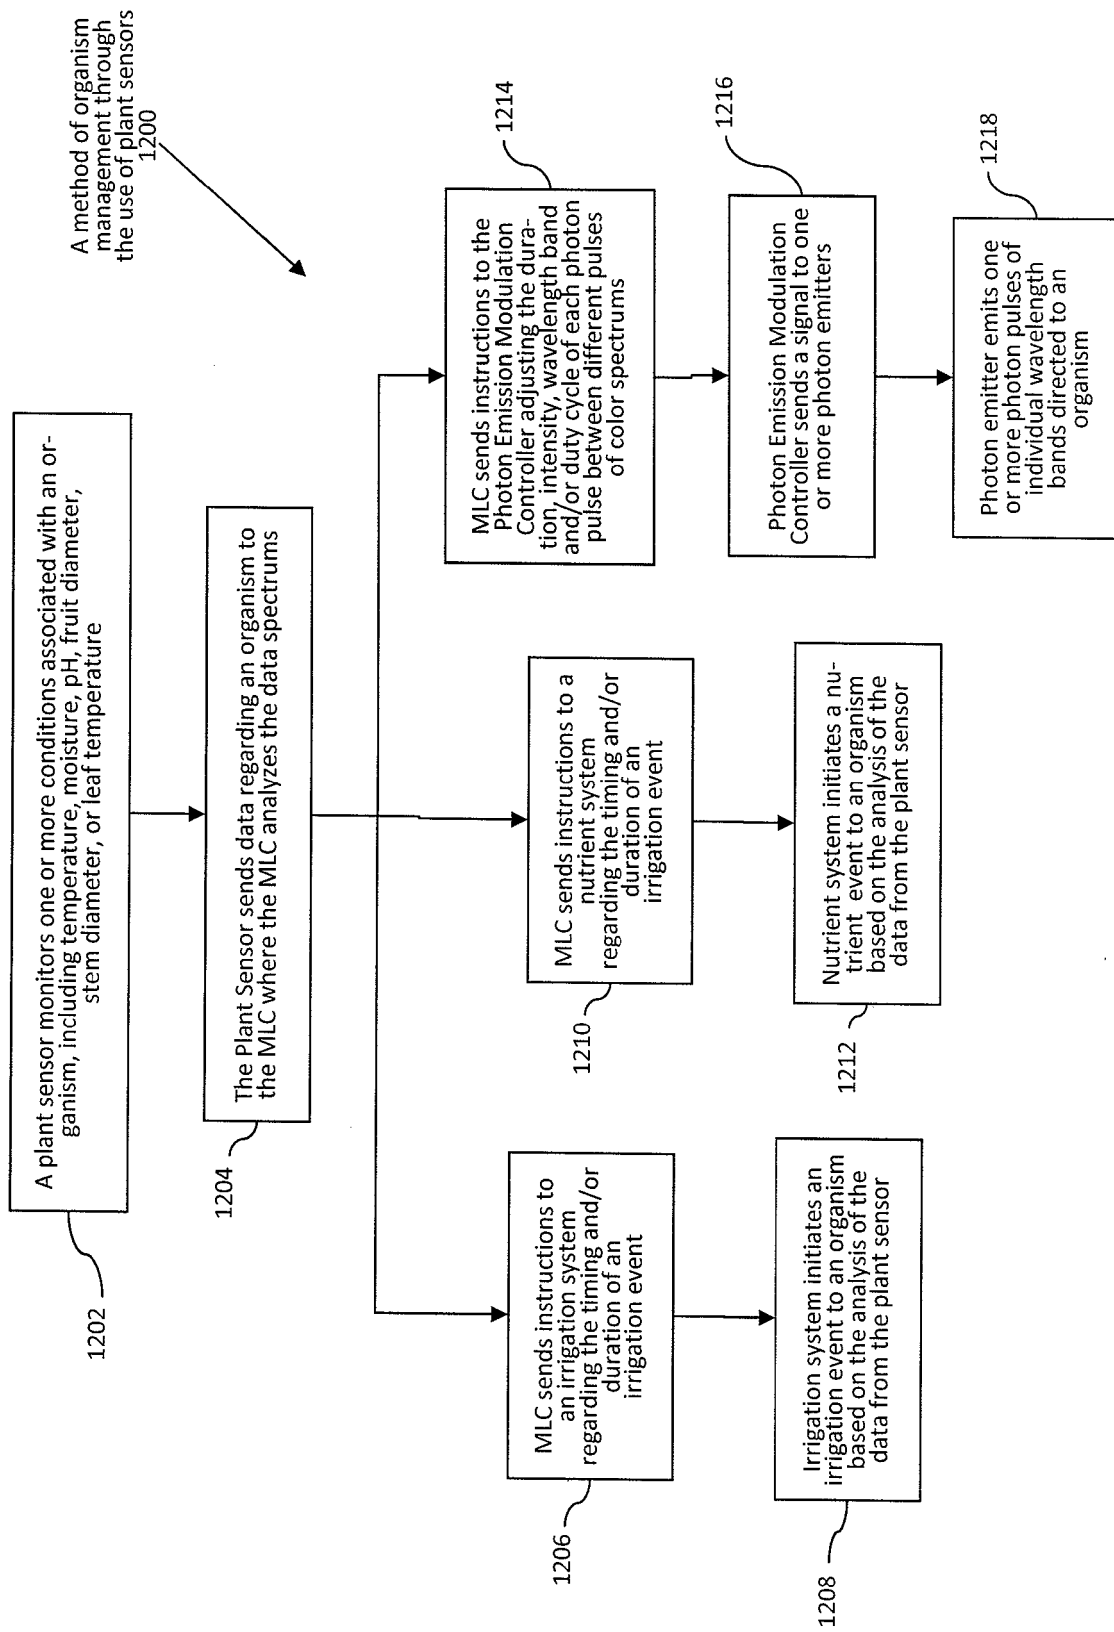 A method of organism
management through
the use of plant sensors
1200
A plant sensor monitors one or more conditions associated with an or-
ganism, including temperature, moisture, pH, fruit diameter,
stem diameter, or leaf temperature
1202
The Plant Sensor sends data regarding an organism to
the MLC where the MLC analyzes the data spectrums
1204
MLC sends instructions to
an irrigation system
regarding the timing and/or
duration of an
irrigation event
1206
Irrigation system initiates an
irrigation event to an organism
based on the analysis of the
data from the plant sensor
1208
MLC sends instructions to a
nutrient system
regarding the timing and/or
duration of an
irrigation event
1210
Nutrient system initiates a nu-
trient event to an organism
based on the analysis of the
data from the plant sensor
1212
MLC sends instructions to the
Photon Emission Modulation
Controller adjusting the dura-
tion, intensity, wavelength band
and/or duty cycle of each photon
pulse between different pulses
of color spectrums
1214
Photon Emission Modulation
Controller sends a signal to one
or more photon emitters
1216
Photon emitter emits one
or more photon pulses of
individual wavelength
bands directed to an
organism
1218